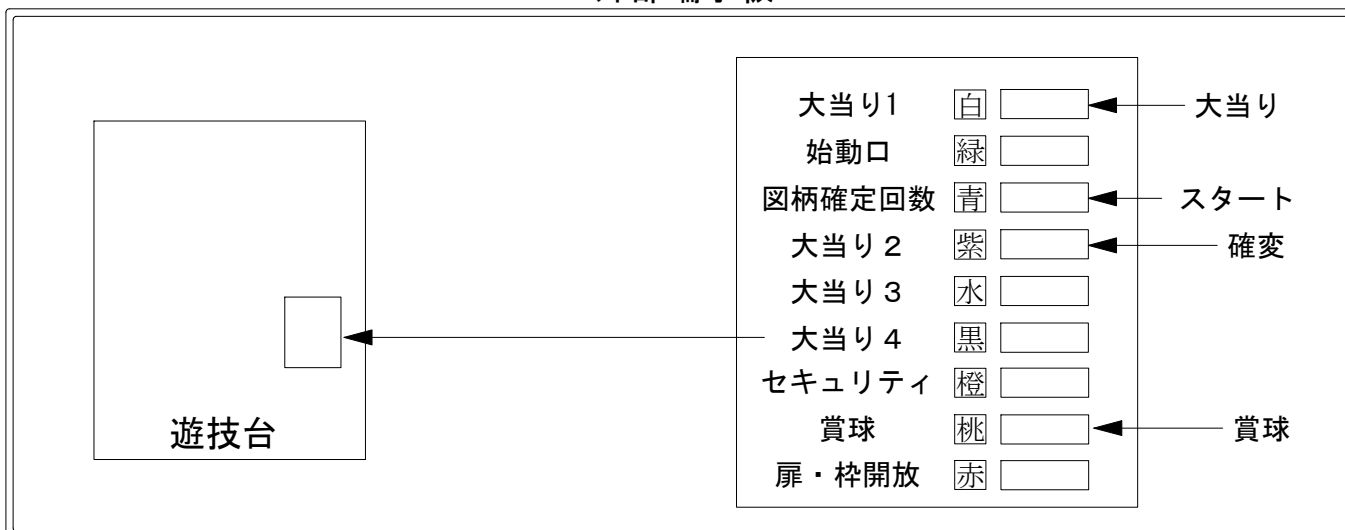 大当り1 白 大当り
始動口 緑
図柄確定回数 青 スタート
大当り２ 紫 確変
大当り３ 水
大当り４ 黒
セキュリティ 橙
賞球 桃 賞球
扉・枠開放 赤
遊技台